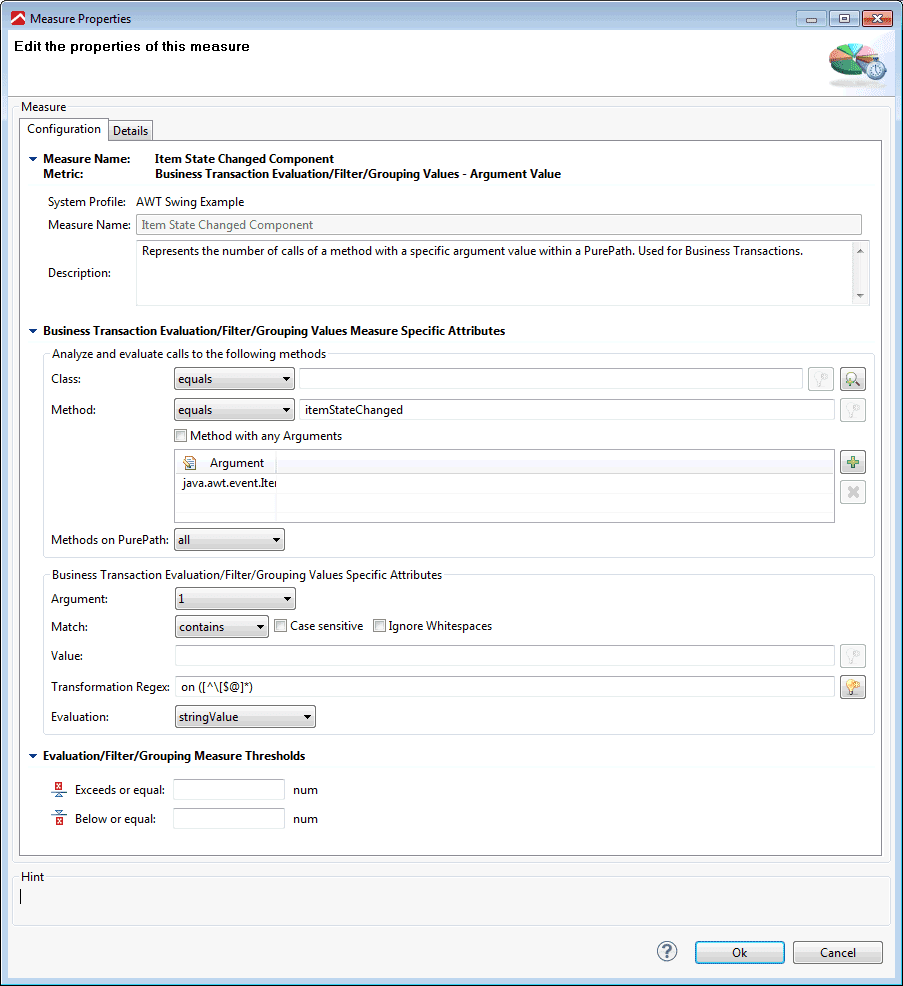 Measure Properties
Edit the properties of this measure
Measure
Configuration Details
Measure Name: Item State Changed Component
Metric: Business Transaction Evaluation/Filter/Grouping Values - Argument Value
System Profile: AWT Swing Example
Measure Name: Item State Changed Component
Description: Represents the number of calls of a method with a specific argument value within a PurePath. Used for Business Transactions.
Business Transaction Evaluation/Filter/Grouping Values Measure Specific Attributes
Analyze and evaluate calls to the following methods
Class: equals
Method: equals itemStateChanged
Method with any Arguments
Argument
java.awt.event.Iter
Methods on PurePath: all
Business Transaction Evaluation/Filter/Grouping Values Specific Attributes
Argument: 1
Match: contains Case sensitive Ignore Whitespaces
Value:
Transformation Regex: on ([^\[$@]*)
Evaluation: stringValue
Evaluation/Filter/Grouping Measure Thresholds
Exceeds or equal: num
Below or equal: num
Hint
? Ok Cancel